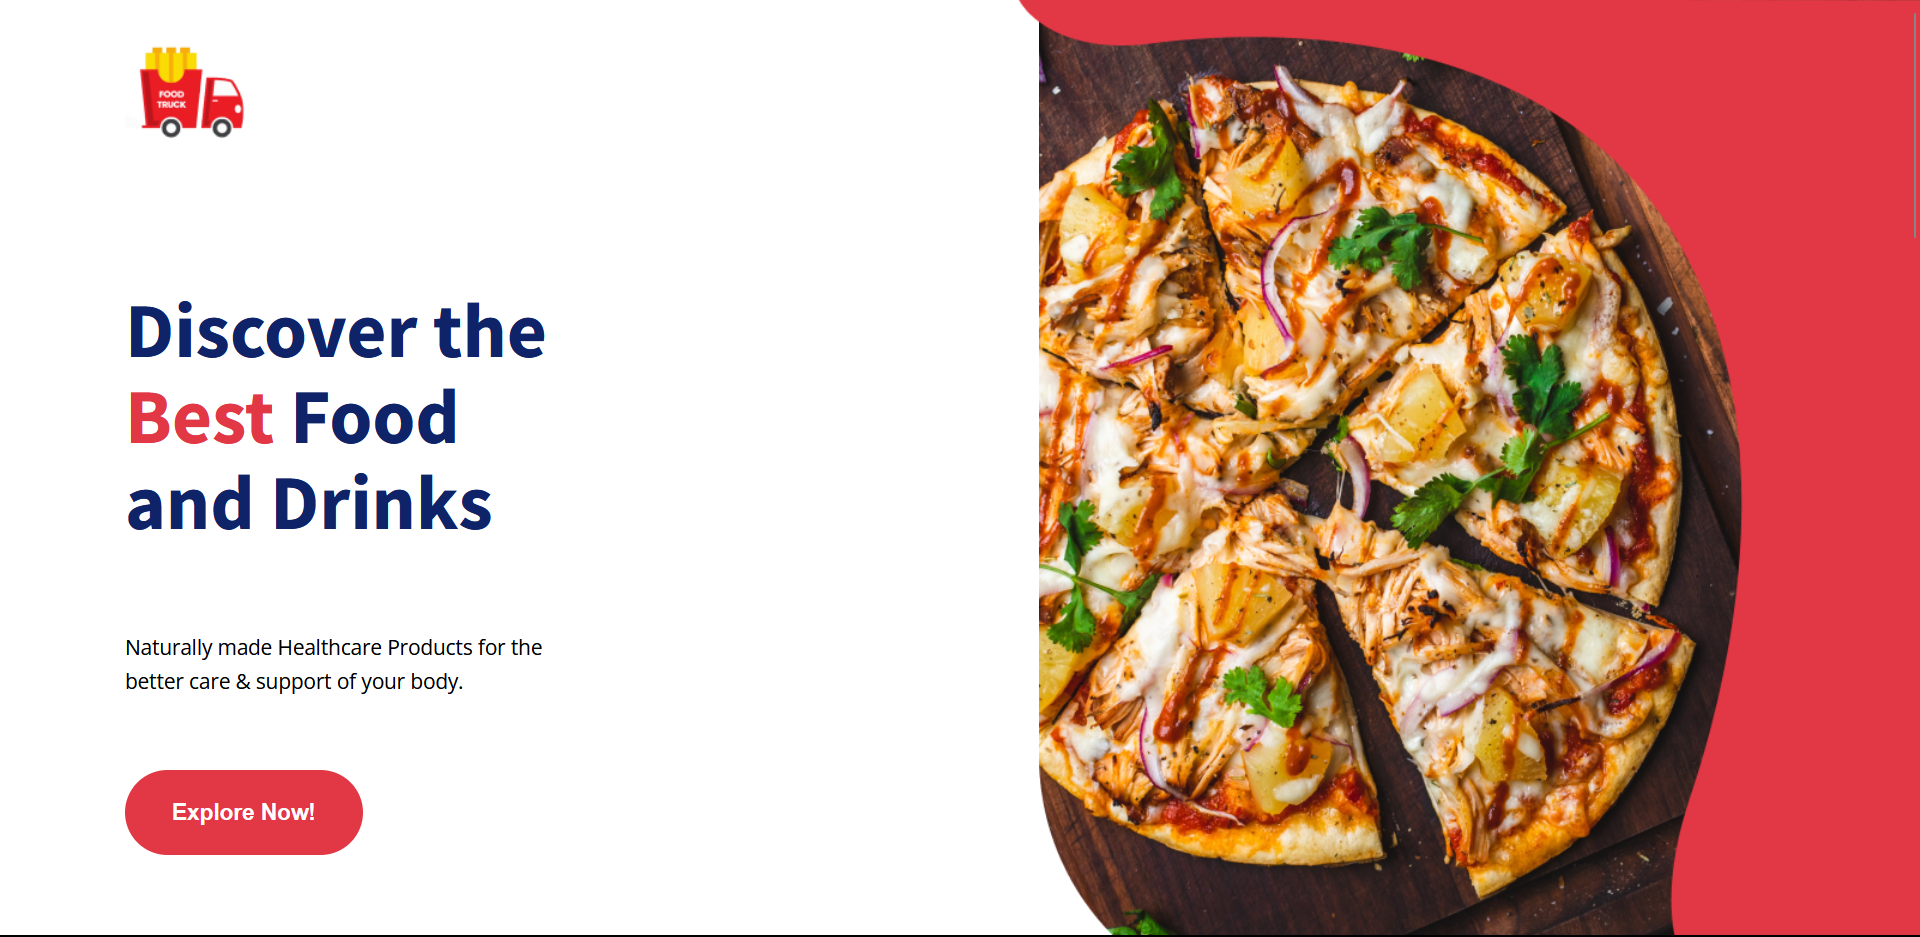 FOOD
TRUCK
Discover the
Best Food
and Drinks
Naturally made Healthcare Products for the
better care & support of your body.
Explore Now!